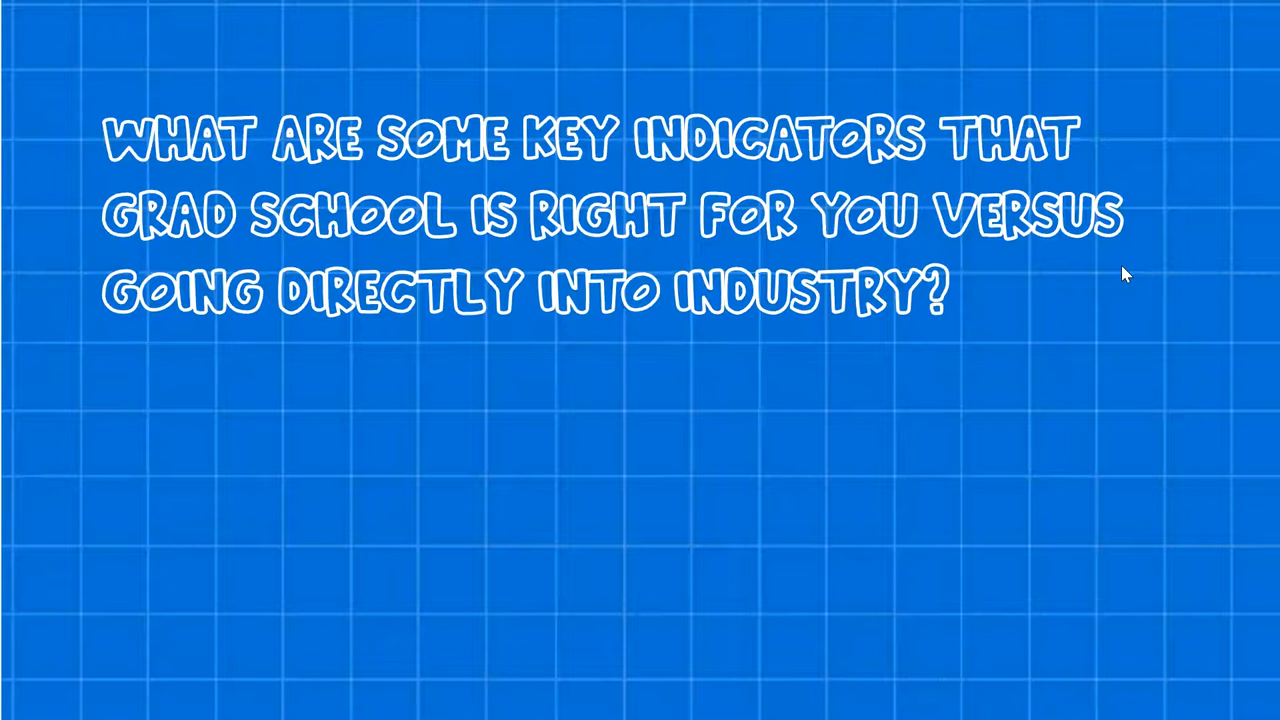 WHAT ARE SOME KEY INDICATORS THAT
GRAD SCHOOL IS RIGHT FOR YOU VERSUS
GOING DIRECTLY INTO INDUSTRY?